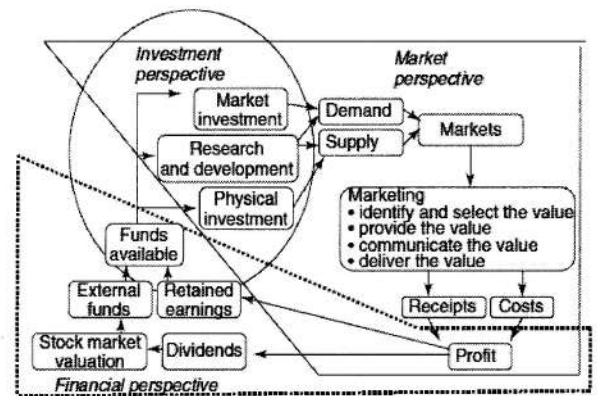 Investment
perspective
Market
perspective
Market
investment
Demand
Markets
Research
and development
Supply
Physical
investment
Marketing
• identify and select the value
• provide the value
• communicate the value
• deliver the value
Funds
available
External
funds
Retained
earnings
Receipts
Costs
Stock market
valuation
Dividends
Profit
Financial perspective